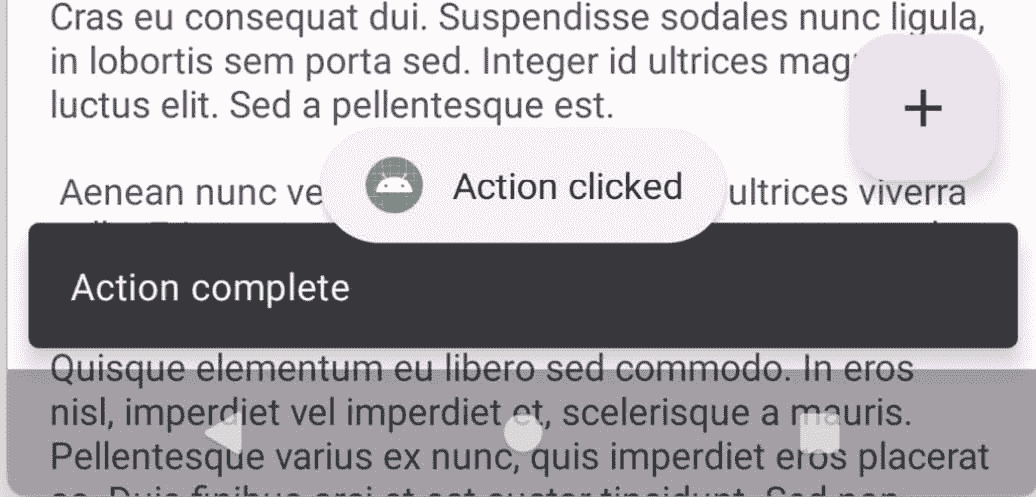 Cras eu consequat dui. Suspendisse sodales nunc ligula,
in lobortis sem porta sed. Integer id ultrices
luctus elit. Sed a pellentesque est.
Aenean nunc
Action clicked
ultrices viverra
Action complete
Quisque elementum eu libero sed commodo. In eros
nisl, imperdiet vel imperdiet et, scelerisque a mauris.
Pellentesque varius ex nunc, quis imperdiet eros placerat